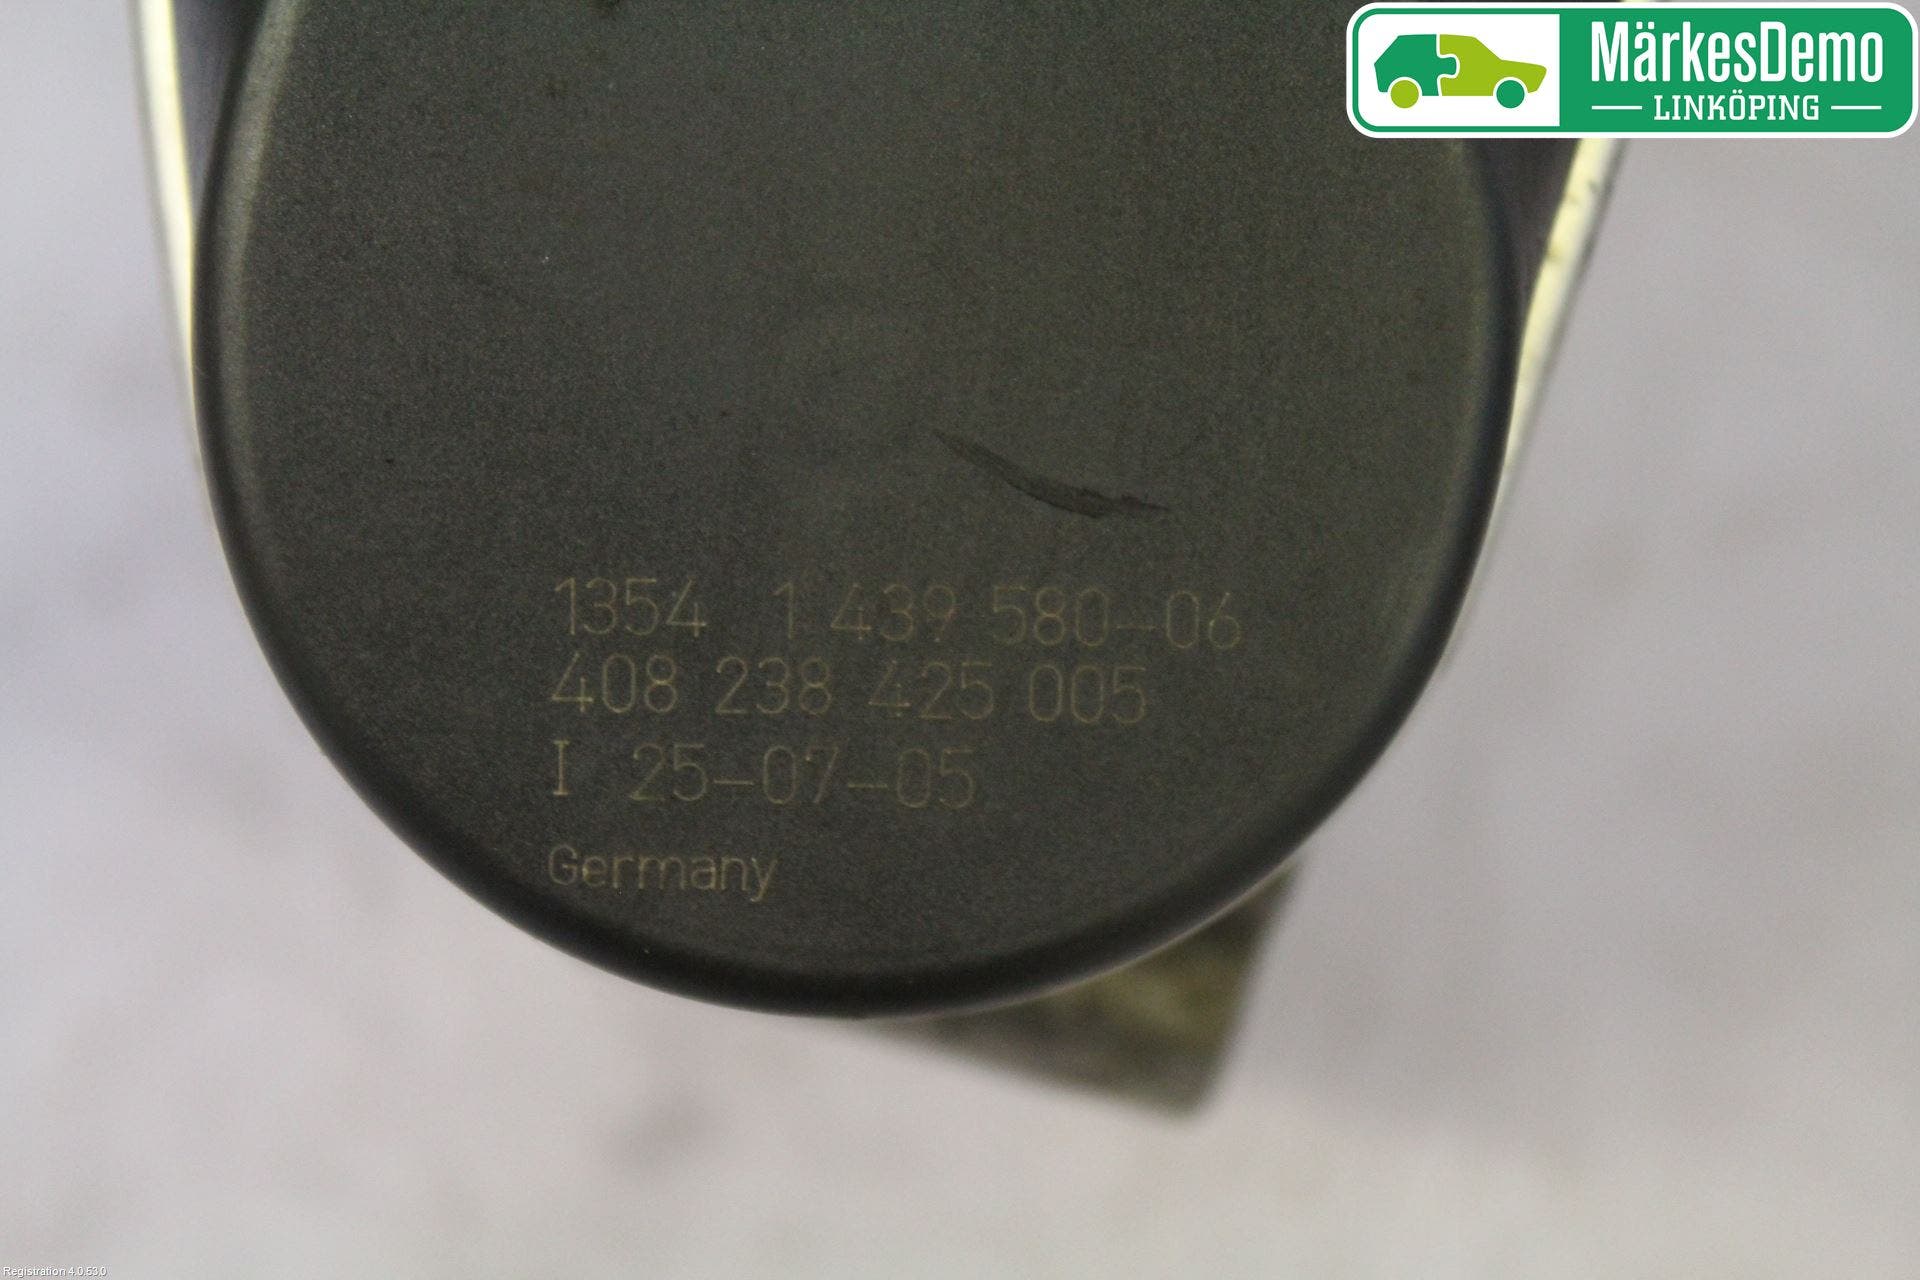 MärkesDemo
LINKÖPING
1354 1 439 580-06
408 238 425 005
I 25-07-05
Germany
Registration 4.0.53.0